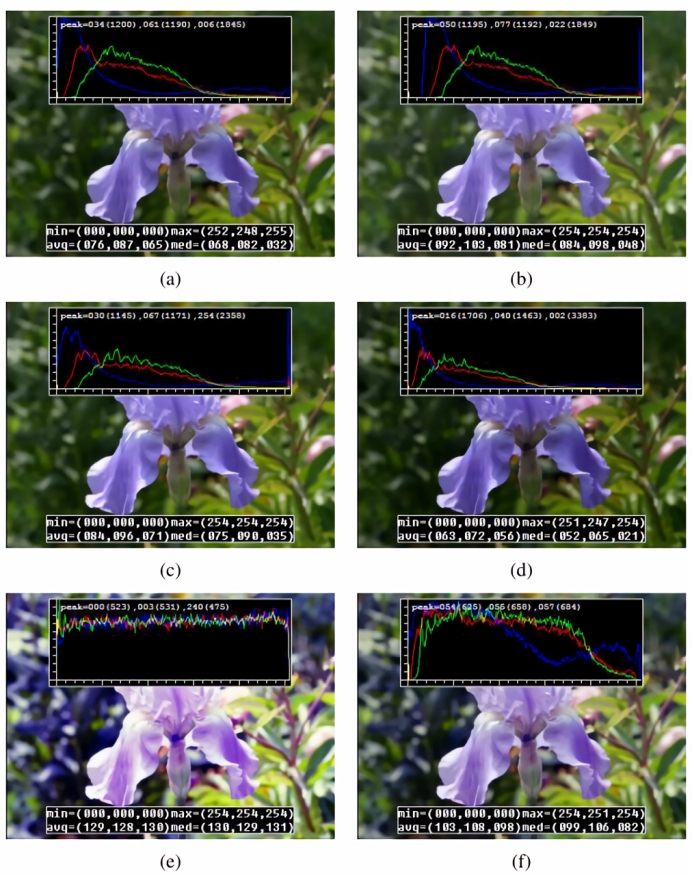 peak=034(1200),061(1190),006(1845)
min=(000,000,000)max=(252,248,255)
avg=(076,087,065)med=(068,082,032)
(a)
peak=050(1195),077(1192),022(1849)
min=(000,000,000)max=(254,254,254)
avg=(092,103,081)med=(084,098,048)
(b)
peak=030(1145),067(1171),254(2358)
min=(000,000,000)max=(254,254,254)
avg=(084,096,071)med=(075,090,035)
(c)
peak=016(1706),040(1463),002(3383)
min=(000,000,000)max=(251,247,254)
avg=(063,072,056)med=(052,065,021)
(d)
peak=000(523),003(531),240(475)
min=(000,000,000)max=(254,254,254)
avg=(129,128,130)med=(130,129,131)
(e)
peak=054(635),055(658),057(684)
min=(000,000,000)max=(254,251,254)
avg=(103,108,098)med=(099,106,082)
(f)